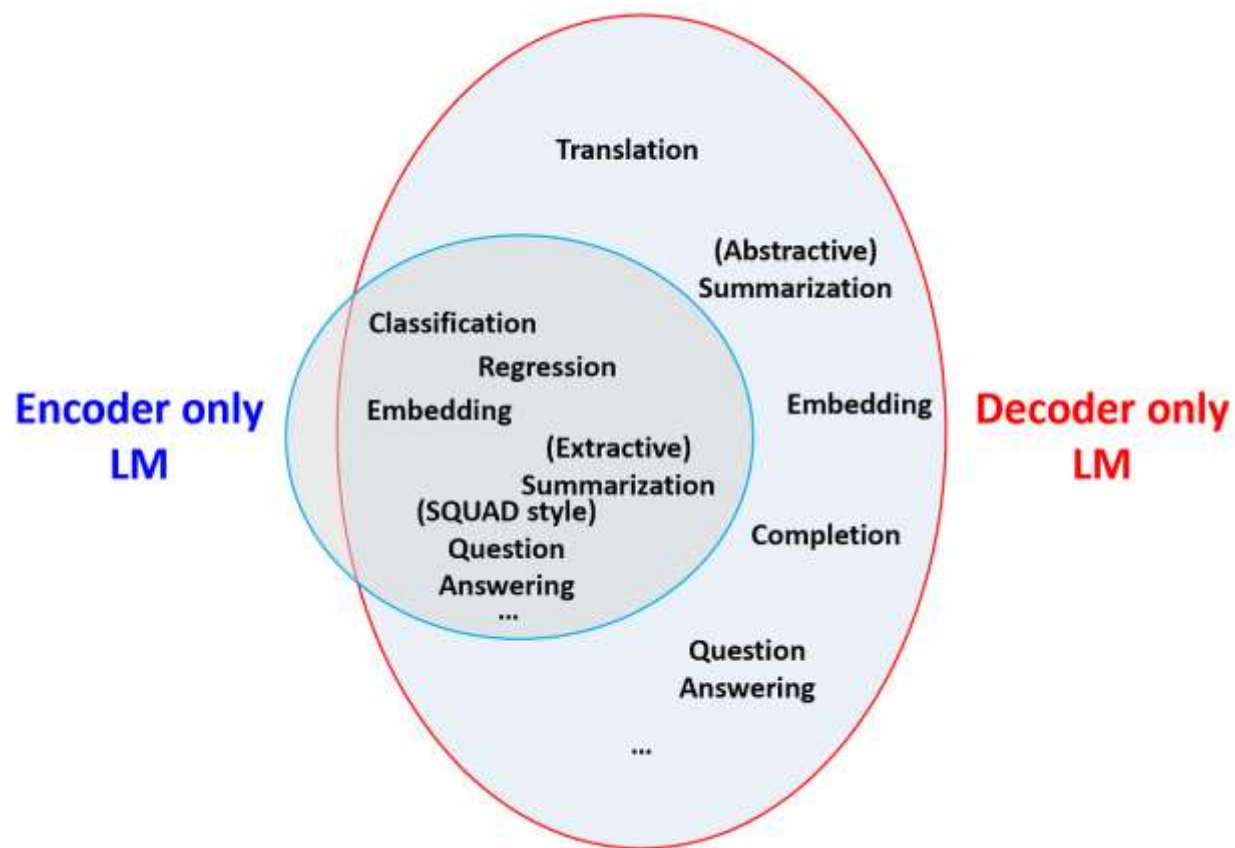 Translation
(Abstractive)
Summarization
Classification
Regression
Embedding
Embedding
Encoder only
LM
Decoder only
LM
(Extractive)
Summarization
(SQUAD style)
Question
Answering
...
Completion
Question
Answering
...